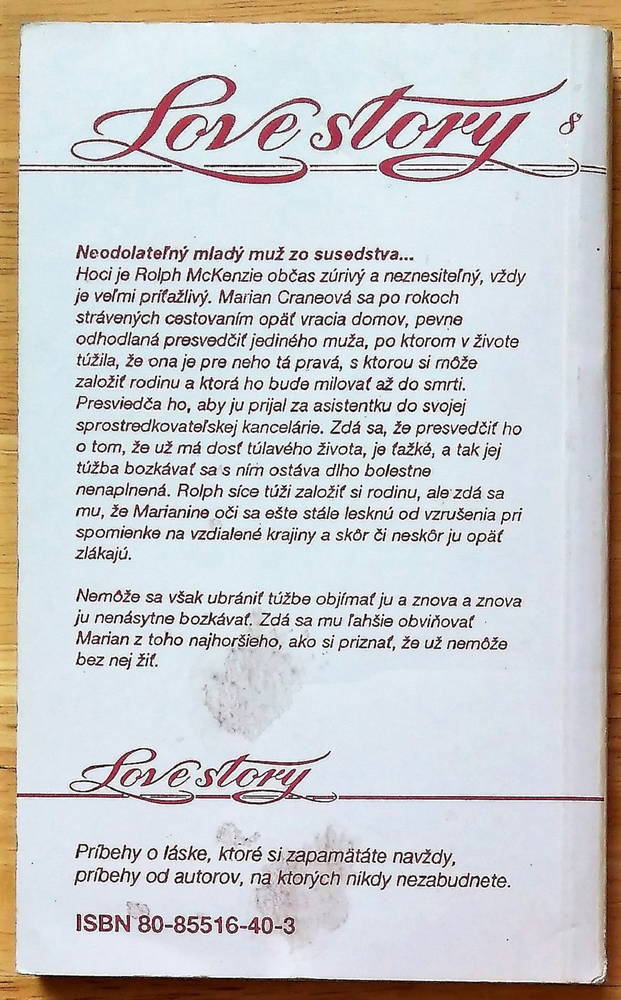 Love story 8
Neodolateľný mladý muž zo susedstva...
Hoci je Rolph McKenzie občas zúrivý a neznesiteľný, vždy
je veľmi príťažlivý. Marian Craneová sa po rokoch
strávených cestovaním opäť vracia domov, pevne
odhodlaná presvedčiť jediného muža, po ktorom v živote
túžila, že ona je pre neho tá pravá, s ktorou si môže
založiť rodinu a ktorá ho bude milovať až do smrti.
Presviedča ho, aby ju prijal za asistentku do svojej
sprostredkovateľskej kancelárie. Zdá sa, že presvedčiť ho
o tom, že už má dosť túlavého života, je ťažké, a tak jej
túžba bozkávať sa s ním ostáva dlho bolestne
nenaplnená. Rolph síce túži založiť si rodinu, ale zdá sa
mu, že Marianine oči sa ešte stále lesknú od vzrušenia pri
spomienke na vzdialené krajiny a skôr či neskôr ju opäť
zlákajú.
Nemôže sa však ubrániť túžbe objímať ju a znova a znova
ju nenásytne bozkávať. Zdá sa mu ľahšie obviňovať
Marian z toho najhoršieho, ako si priznať, že už nemôže
bez nej žiť.
Love story
Príbehy o láske, ktoré si zapamätáte navždy,
príbehy od autorov, na ktorých nikdy nezabudnete.
ISBN 80-85516-40-3